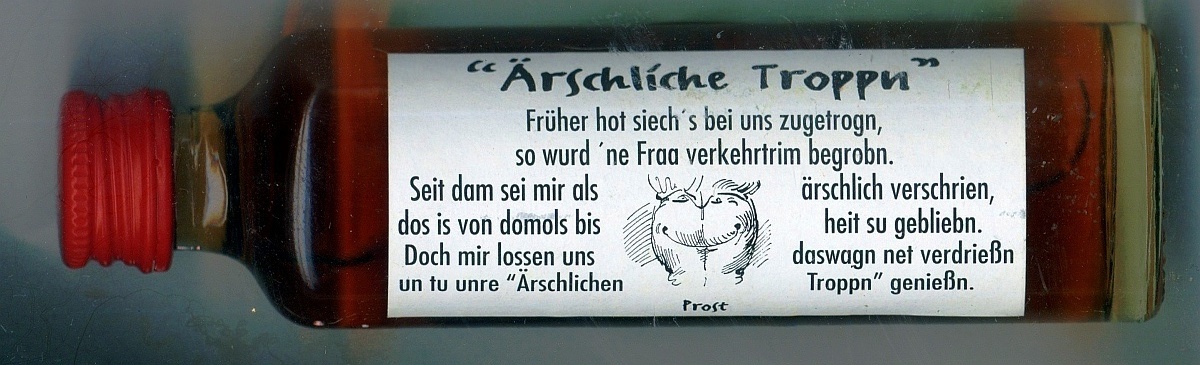 “Ärschliche Troppn”
Früher hot siech´s bei uns zugetrogn,
so wurd ´ne Fraa verkehrtrim begrobn.
Seit dam sei mir als ärschlich verschrien,
dos is von domols bis heit su gebliebn.
Doch mir lossen uns daswagn net verdrießn
un tu unre “Ärschlichen Troppn” genießn.
Prost